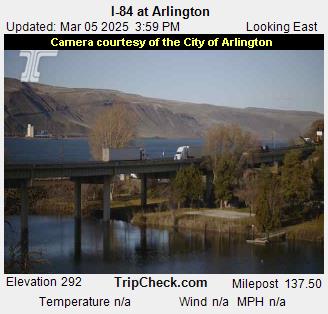 I-84 at Arlington
Updated: Mar 05 2025 3:59 PM Looking East
Camera courtesy of the City of Arlington
Elevation 292 TripCheck.com Milepost 137.50
Temperature n/a Wind n/a MPH n/a